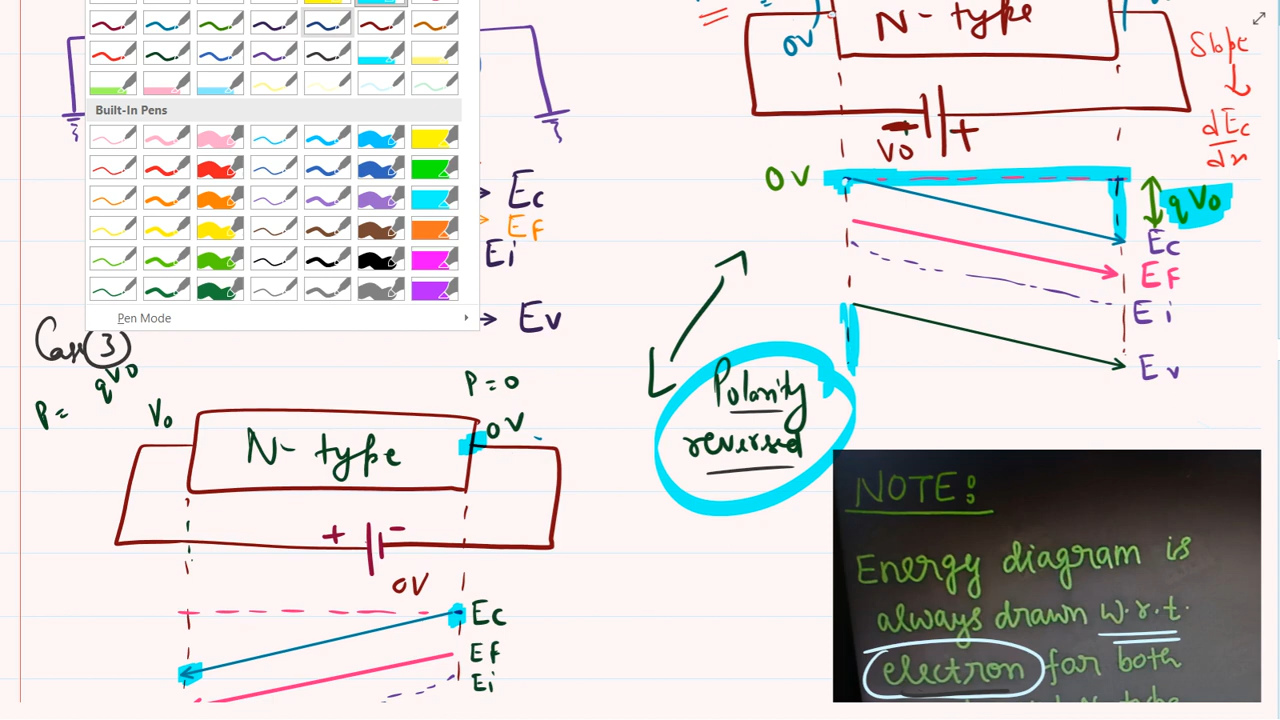 N-type
0V
Slope
dEc
dx
- +
V0
0V
qV0
Ec
Ef
Ei
Ev
Built-In Pens
Ec
Ef
Ei
Ev
Pen Mode
Case 3
qV0
P =
V0
P = 0
0V
N- type
+ -
0V
Ec
Ef
Ei
Polarity
reversed
NOTE:
Energy diagram is
always drawn w.r.t.
electron for both